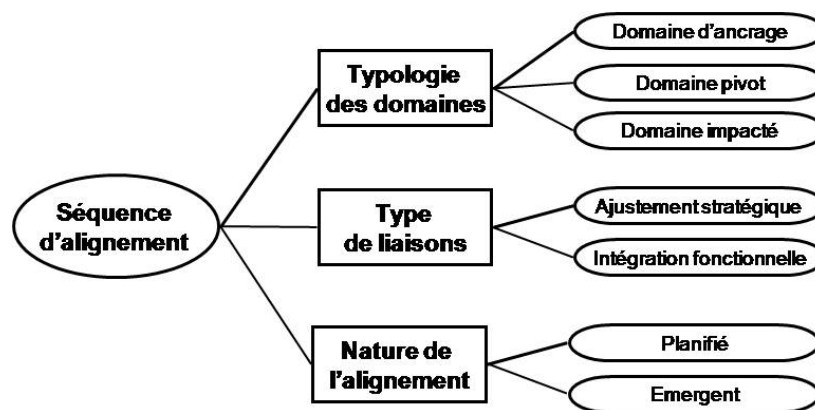 Séquence
d'alignement
Typologie
des domaines
Domaine d'ancrage
Domaine pivot
Domaine impacté
Type
de liaisons
Ajustement stratégique
Intégration fonctionnelle
Nature de
l'alignement
Planifié
Emergent